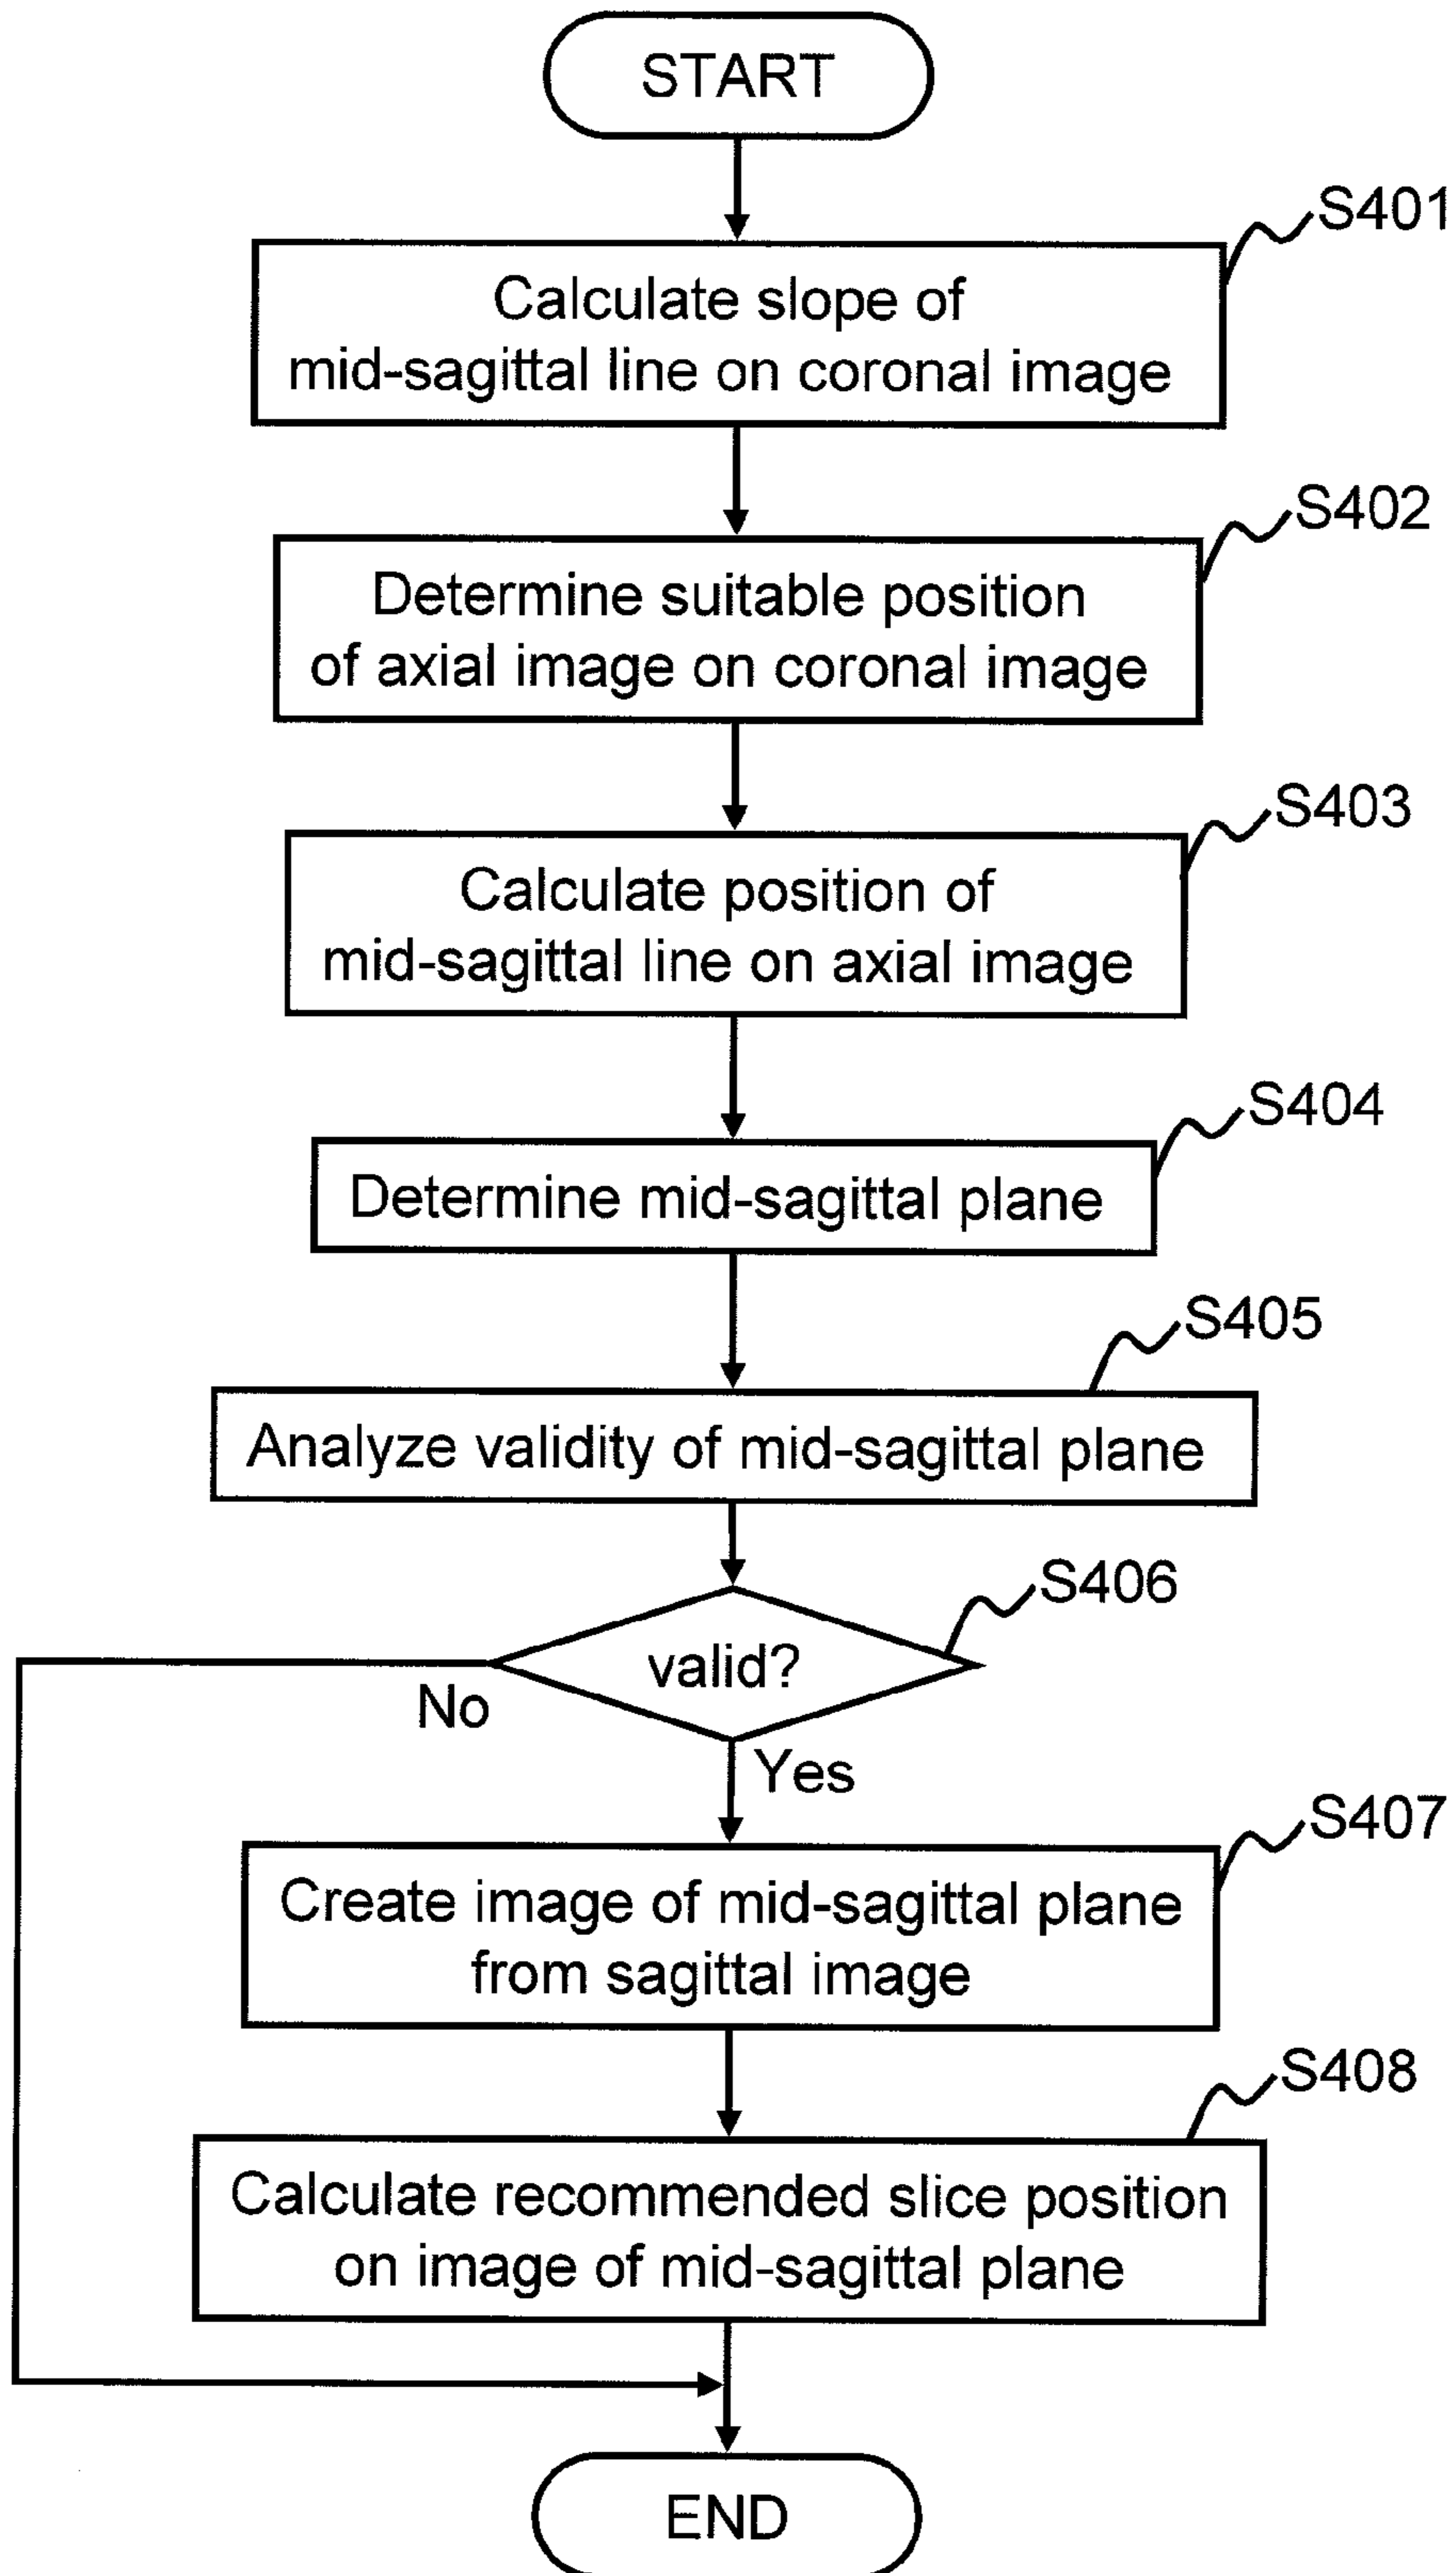 START
S401
Calculate slope of
mid-sagittal line on coronal image
S402
Determine suitable position
of axial image on coronal image
S403
Calculate position of
mid-sagittal line on axial image
S404
Determine mid-sagittal plane
S405
Analyze validity of mid-sagittal plane
S406
valid?
No
Yes
S407
Create image of mid-sagittal plane
from sagittal image
S408
Calculate recommended slice position
on image of mid-sagittal plane
END